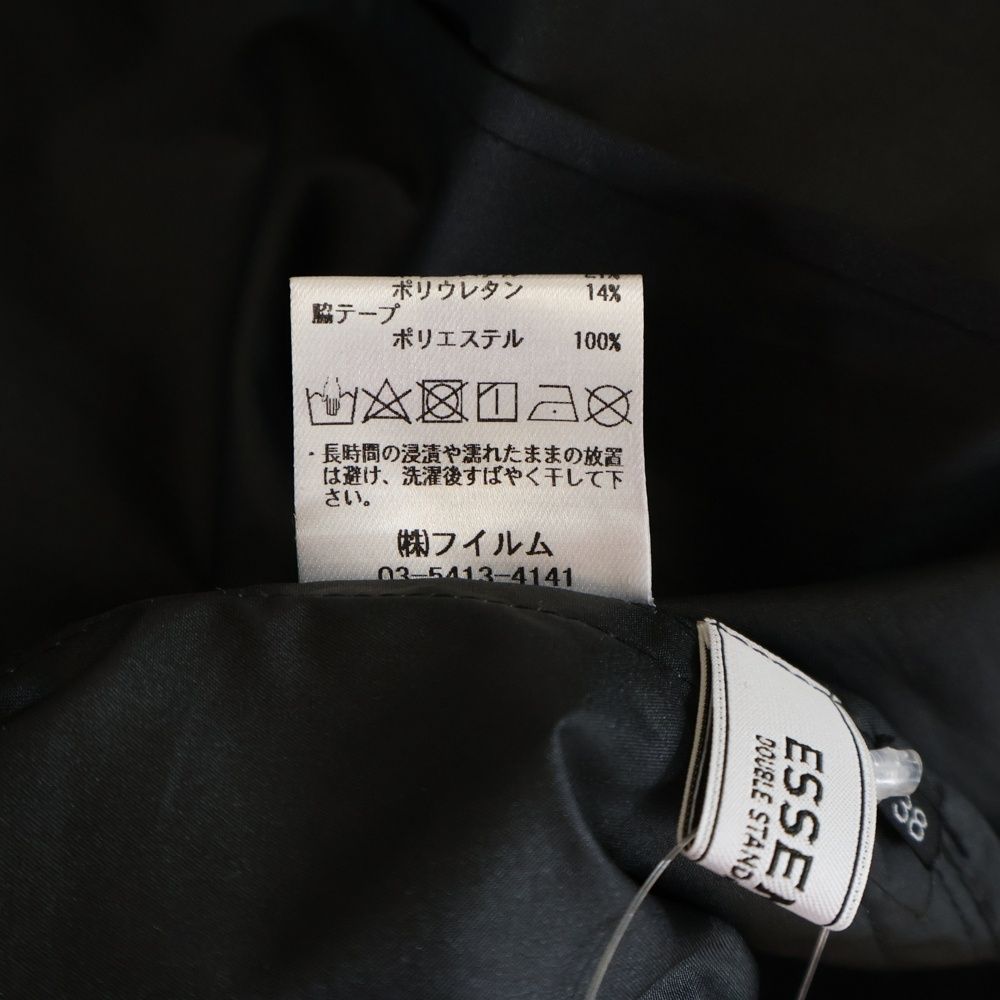 ポリウレタン 14%
脇テープ
ポリエステル 100%
・長時間の浸漬や濡れたままの放置
は避け、洗濯後すばやく干して下
さい。
㈱フイルム
03-5413-4141
ESSE
DOUBLE STAND
38